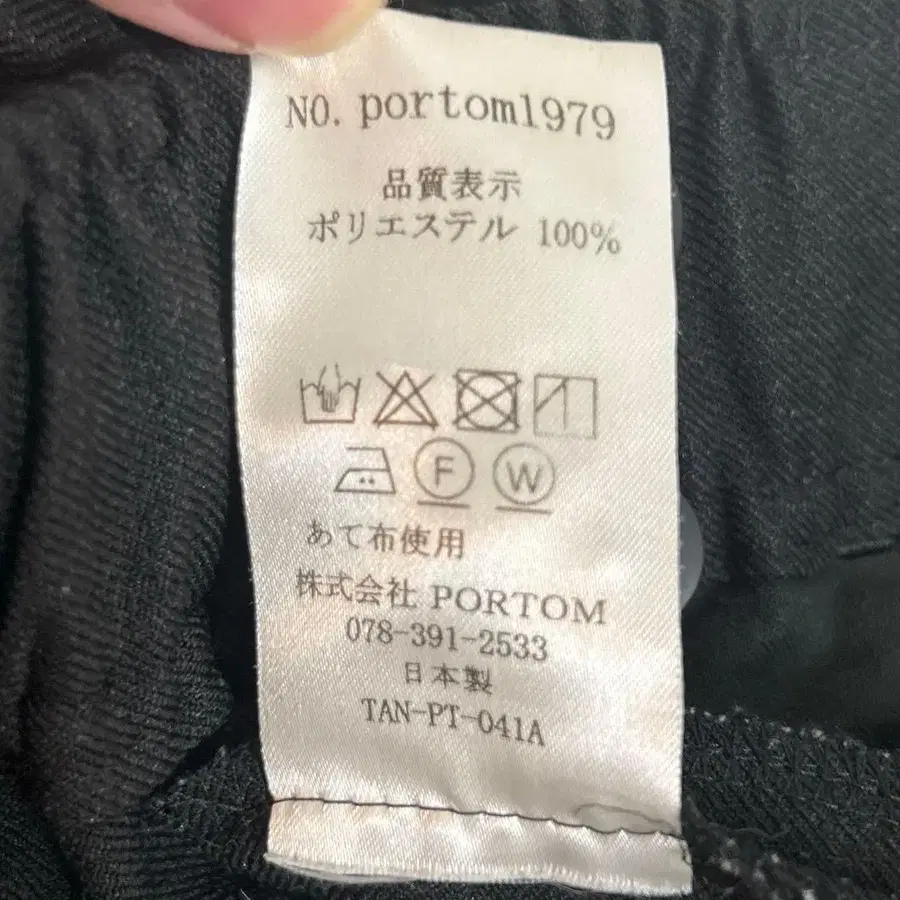 NO. portom1979
品質表示
ポリエステル 100%
F W
あて布使用
株式会社 PORTOM
078-391-2533
日本製
TAN-PT-041A